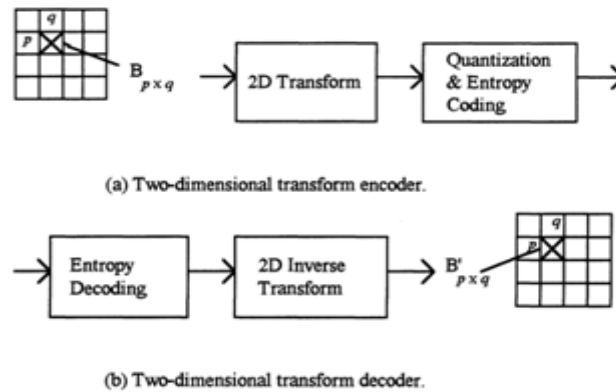 q
p
B p x q
2D Transform
Quantization
& Entropy
Coding
(a) Two-dimensional transform encoder.
Entropy
Decoding
2D Inverse
Transform
B' p x q
q
p
(b) Two-dimensional transform decoder.